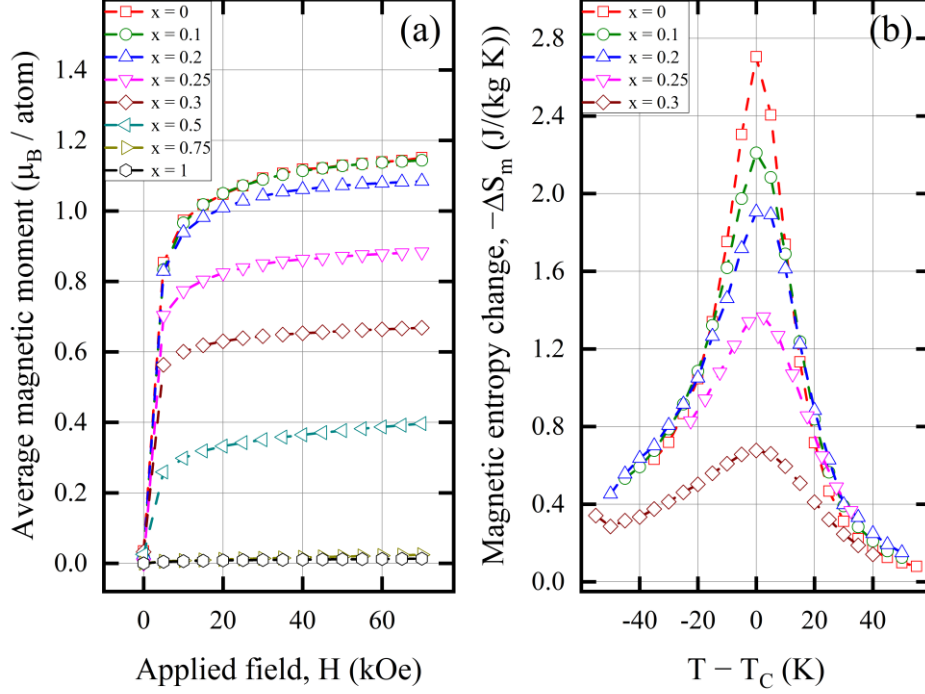 (a)
x = 0
x = 0.1
x = 0.2
x = 0.25
x = 0.3
x = 0.5
x = 0.75
x = 1
Average magnetic moment (μB / atom)
1.4
1.2
1.0
0.8
0.6
0.4
0.2
0.0
0 20 40 60
Applied field, H (kOe)
(b)
x = 0
x = 0.1
x = 0.2
x = 0.25
x = 0.3
Magnetic entropy change, −ΔSm (J/(kg K))
2.8
2.4
2.0
1.6
1.2
0.8
0.4
0.0
-40 -20 0 20 40
T − TC (K)